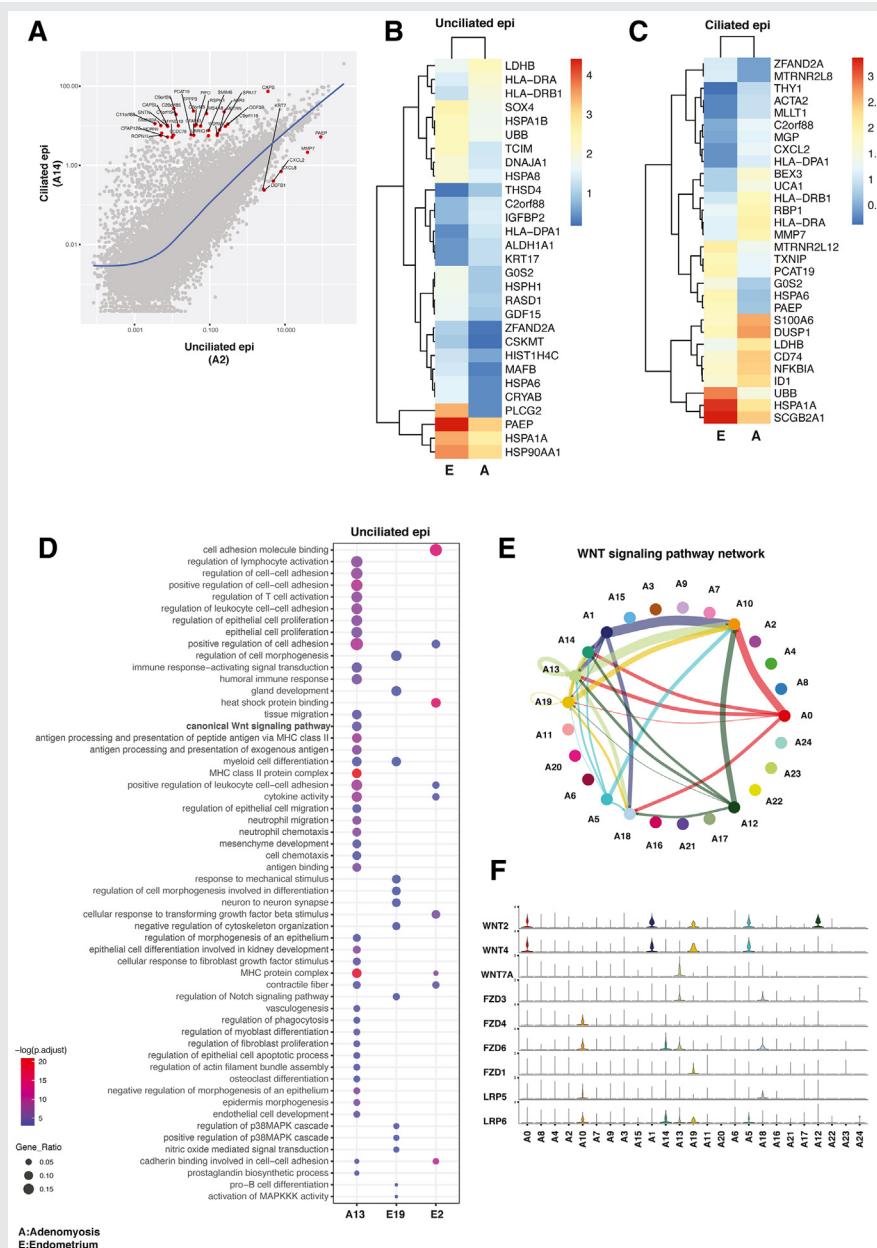 A
100.00
1.00
0.01
0.001
0.100
10.000
Ciliated epi
(A14)
Unciliated epi
(A2)
CAPS
PAEP
MMP7
CXCL2
KRT7
B
Unciliated epi
LDHB
HLA-DRA
HLA-DRB1
SOX4
HSPA1B
UBB
TCIM
DNAJA1
HSPA8
THSD4
C2orf88
IGFBP2
HLA-DPA1
ALDH1A1
KRT17
G0S2
HSPH1
RASD1
GDF15
ZFAND2A
CSKMT
HIST1H4C
MAFB
HSPA6
CRYAB
PLCG2
PAEP
HSPA1A
HSP90AA1
E A
4
3
2
1
C
Ciliated epi
ZFAND2A
MTRNR2L8
THY1
ACTA2
MLLT1
C2orf88
MGP
CXCL2
HLA-DPA1
BEX3
UCA1
HLA-DRB1
RBP1
HLA-DRA
MMP7
MTRNR2L12
TXNIP
PCAT19
G0S2
HSPA6
PAEP
S100A6
DUSP1
LDHB
CD74
NFKBIA
ID1
UBB
HSPA1A
SCGB2A1
E A
3
2.5
2
1.5
1
0.5
D
Unciliated epi
cell adhesion molecule binding
regulation of lymphocyte activation
regulation of cell−cell adhesion
positive regulation of cell−cell adhesion
regulation of T cell activation
regulation of leukocyte cell−cell adhesion
regulation of epithelial cell proliferation
epithelial cell proliferation
positive regulation of cell adhesion
regulation of cell morphogenesis
immune response−activating signal transduction
humoral immune response
gland development
heat shock protein binding
tissue migration
canonical Wnt signaling pathway
antigen processing and presentation of peptide antigen via MHC class II
antigen processing and presentation of exogenous antigen
myeloid cell differentiation
MHC class II protein complex
positive regulation of leukocyte cell−cell adhesion
cytokine activity
regulation of epithelial cell migration
neutrophil migration
neutrophil chemotaxis
mesenchyme development
cell chemotaxis
antigen binding
response to mechanical stimulus
regulation of cell morphogenesis involved in differentiation
neuron to neuron synapse
cellular response to transforming growth factor beta stimulus
negative regulation of cytoskeleton organization
regulation of morphogenesis of an epithelium
epithelial cell differentiation involved in kidney development
cellular response to fibroblast growth factor stimulus
MHC protein complex
contractile fiber
regulation of Notch signaling pathway
vasculogenesis
regulation of phagocytosis
regulation of myoblast differentiation
regulation of fibroblast proliferation
regulation of epithelial cell apoptotic process
regulation of actin filament bundle assembly
osteoclast differentiation
negative regulation of morphogenesis of an epithelium
epidermis morphogenesis
endothelial cell development
regulation of p38MAPK cascade
positive regulation of p38MAPK cascade
nitric oxide mediated signal transduction
cadherin binding involved in cell−cell adhesion
prostaglandin biosynthetic process
pro−B cell differentiation
activation of MAPKKK activity
A13 E19 E2
−log(p.adjust)
20
15
10
5
Gene_Ratio
0.05
0.10
0.15
A:Adenomyosis
E:Endometrium
E
WNT signaling pathway network
A0
A8
A4
A2
A10
A7
A9
A3
A15
A1
A14
A13
A19
A11
A20
A6
A5
A18
A16
A21
A17
A12
A22
A23
A24
F
WNT2
WNT4
WNT7A
FZD3
FZD4
FZD6
FZD1
LRP5
LRP6
A0 A8 A4 A2 A10 A7 A9 A3 A15 A1 A14 A13 A19 A11 A20 A6 A5 A18 A16 A21 A17 A12 A22 A23 A24